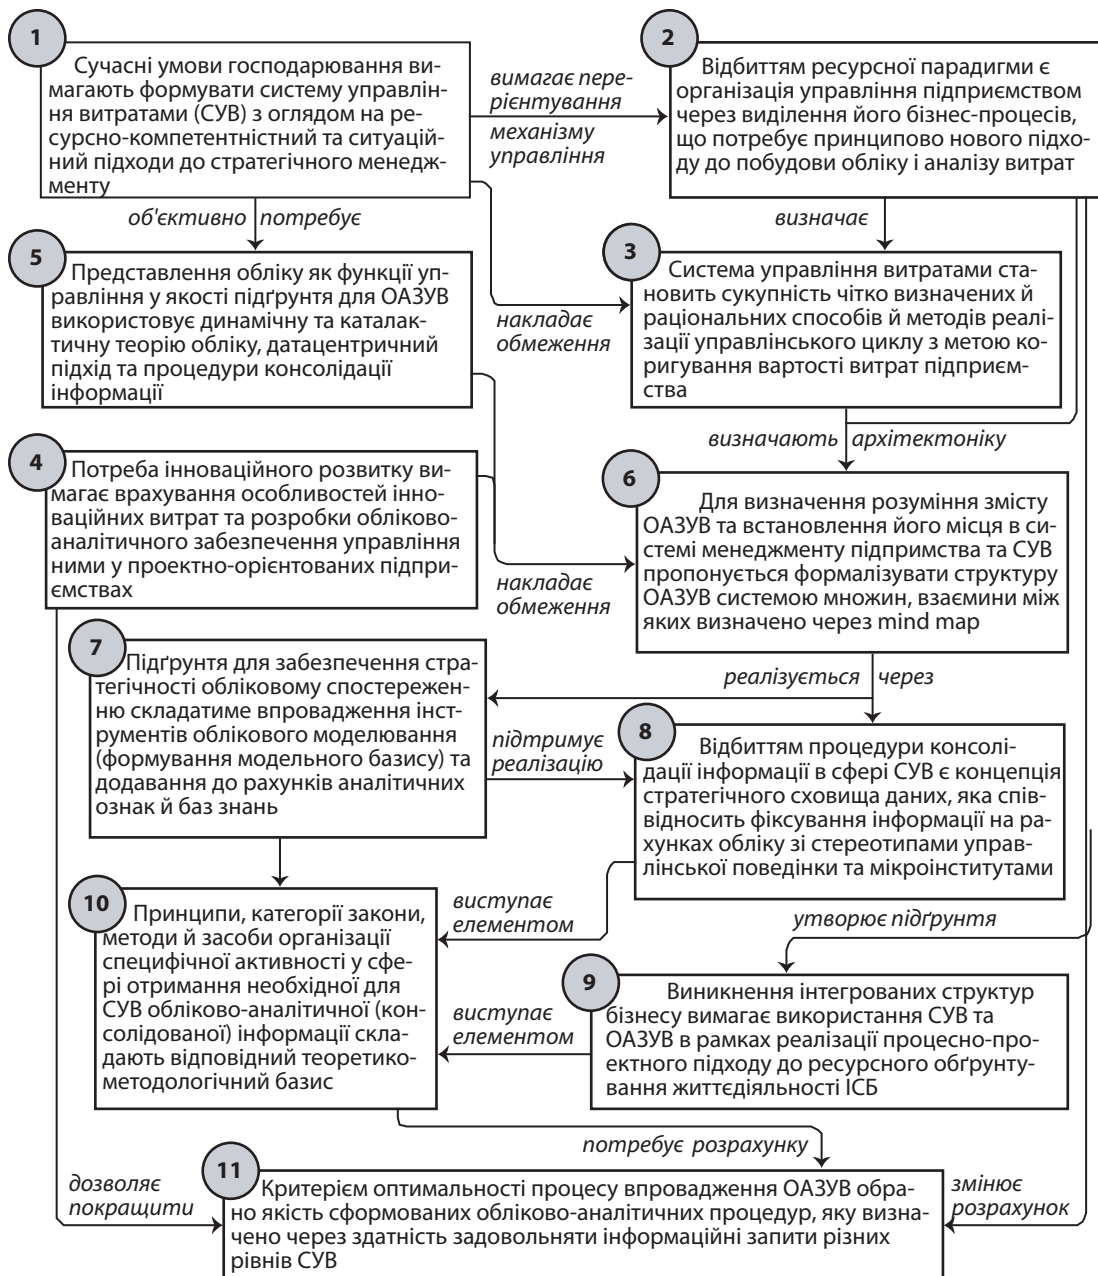 1
Сучасні умови господарювання ви-
магають формувати систему управлін-
ня витратами (СУВ) з оглядом на ре-
сурсно-компетентністний та ситуацій-
ний підходи до стратегічного менедж-
менту
вимагає пере-
рієнтування
механізму
управління
2
Відбиттям ресурсної парадигми є
організація управління підприємством
через виділення його бізнес-процесів,
що потребує принципово нового підхо-
ду до побудови обліку і аналізу витрат
об'єктивно потребує
визначає
5
Представлення обліку як функції уп-
равління у якості підґрунтя для ОАЗУВ
використовує динамічну та каталак-
тичну теорію обліку, датацентричний
підхід та процедури консолідації
інформації
накладає
обмеження
3
Система управління витратами ста-
новить сукупність чітко визначених й
раціональних способів й методів реалі-
зації управлінського циклу з метою ко-
ригування вартості витрат підприєм-
ства
визначають архітектоніку
4
Потреба інноваційного розвитку ви-
магає врахування особливостей інно-
ваційних витрат та розробки обліково-
аналітичного забезпечення управління
ними у проектно-орієнтованих підпри-
ємствах
накладає
обмеження
6
Для визначення розуміння змісту
ОАЗУВ та встановлення його місця в си-
стемі менеджменту підпримства та СУВ
пропонується формалізувати структуру
ОАЗУВ системою множин, взаємини між
яких визначено через mind map
реалізується через
7
Підґрунтя для забезпечення стра-
тегічності обліковому спостережен-
ню складатиме впровадження інст-
рументів облікового моделювання
(формування модельного базису) та
додавання до рахунків аналітичних
ознак й баз знань
підтримує
реалізацію
8
Відбиттям процедури консолі-
дації інформації в сфері СУВ є концепція
стратегічного сховища даних, яка спів-
відносить фіксування інформації на ра-
хунках обліку зі стереотипами управ-
лінської поведінки та мікроінститутами
10
Принципи, категорії закони,
методи й засоби організації
специфічної активності у сфе-
рі отримання необхідної для
СУВ обліково-аналітичної (кон-
солідованої) інформації скла-
дають відповідний теоретико-
методологічний базис
виступає
елементом
утворює підґрунтя
виступає
елементом
9
Виникнення інтегрованих структур
бізнесу вимагає використання СУВ та
ОАЗУВ в рамках реалізації процесно-про-
ектного підходу до ресурсного обґрунту-
вання життєдіяльності ІСБ
потребує розрахунку
дозволяє
покращити
11
Критерієм оптимальності процесу впровадження ОАЗУВ обра-
но якість сформованих обліково-аналітичних процедур, яку визна-
чено через здатність задовольняти інформаційні запити різних
рівнів СУВ
змінює
розрахунок